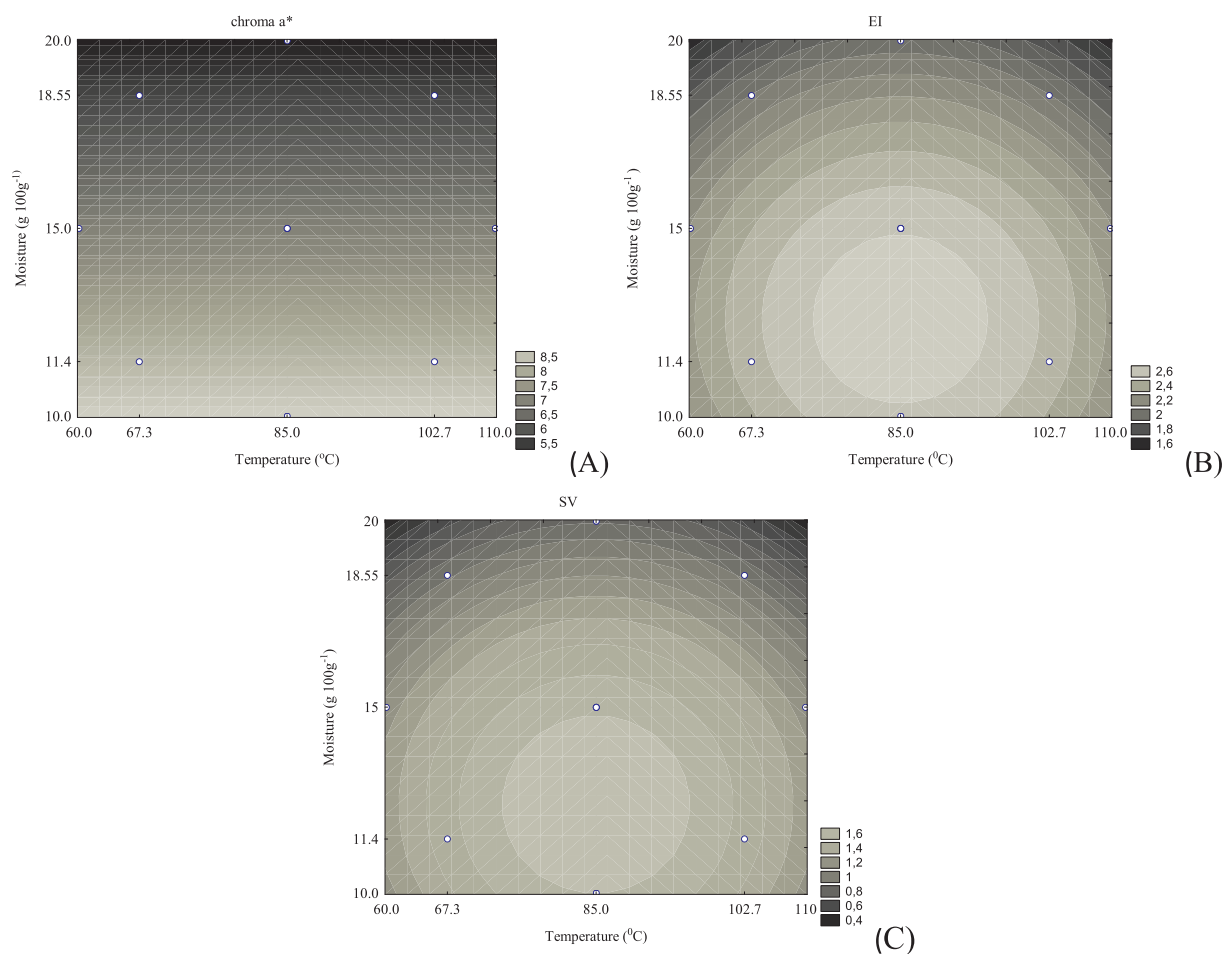 chroma a*
20.0
18.55
15.0
11.4
10.0
Moisture (g 100g-1)
60.0 67.3 85.0 102.7 110.0
Temperature (oC)
8,5
8
7,5
7
6,5
6
5,5
(A)
EI
20
18.55
15
11.4
10.0
Moisture (g 100g-1 )
60.0 67.3 85.0 102.7 110.0
Temperature (0C)
2,6
2,4
2,2
2
1,8
1,6
(B)
SV
20
18.55
15
11.4
10.0
Moisture (g 100g-1)
60.0 67.3 85.0 102.7 110
Temperature (0C)
1,6
1,4
1,2
1
0,8
0,6
0,4
(C)